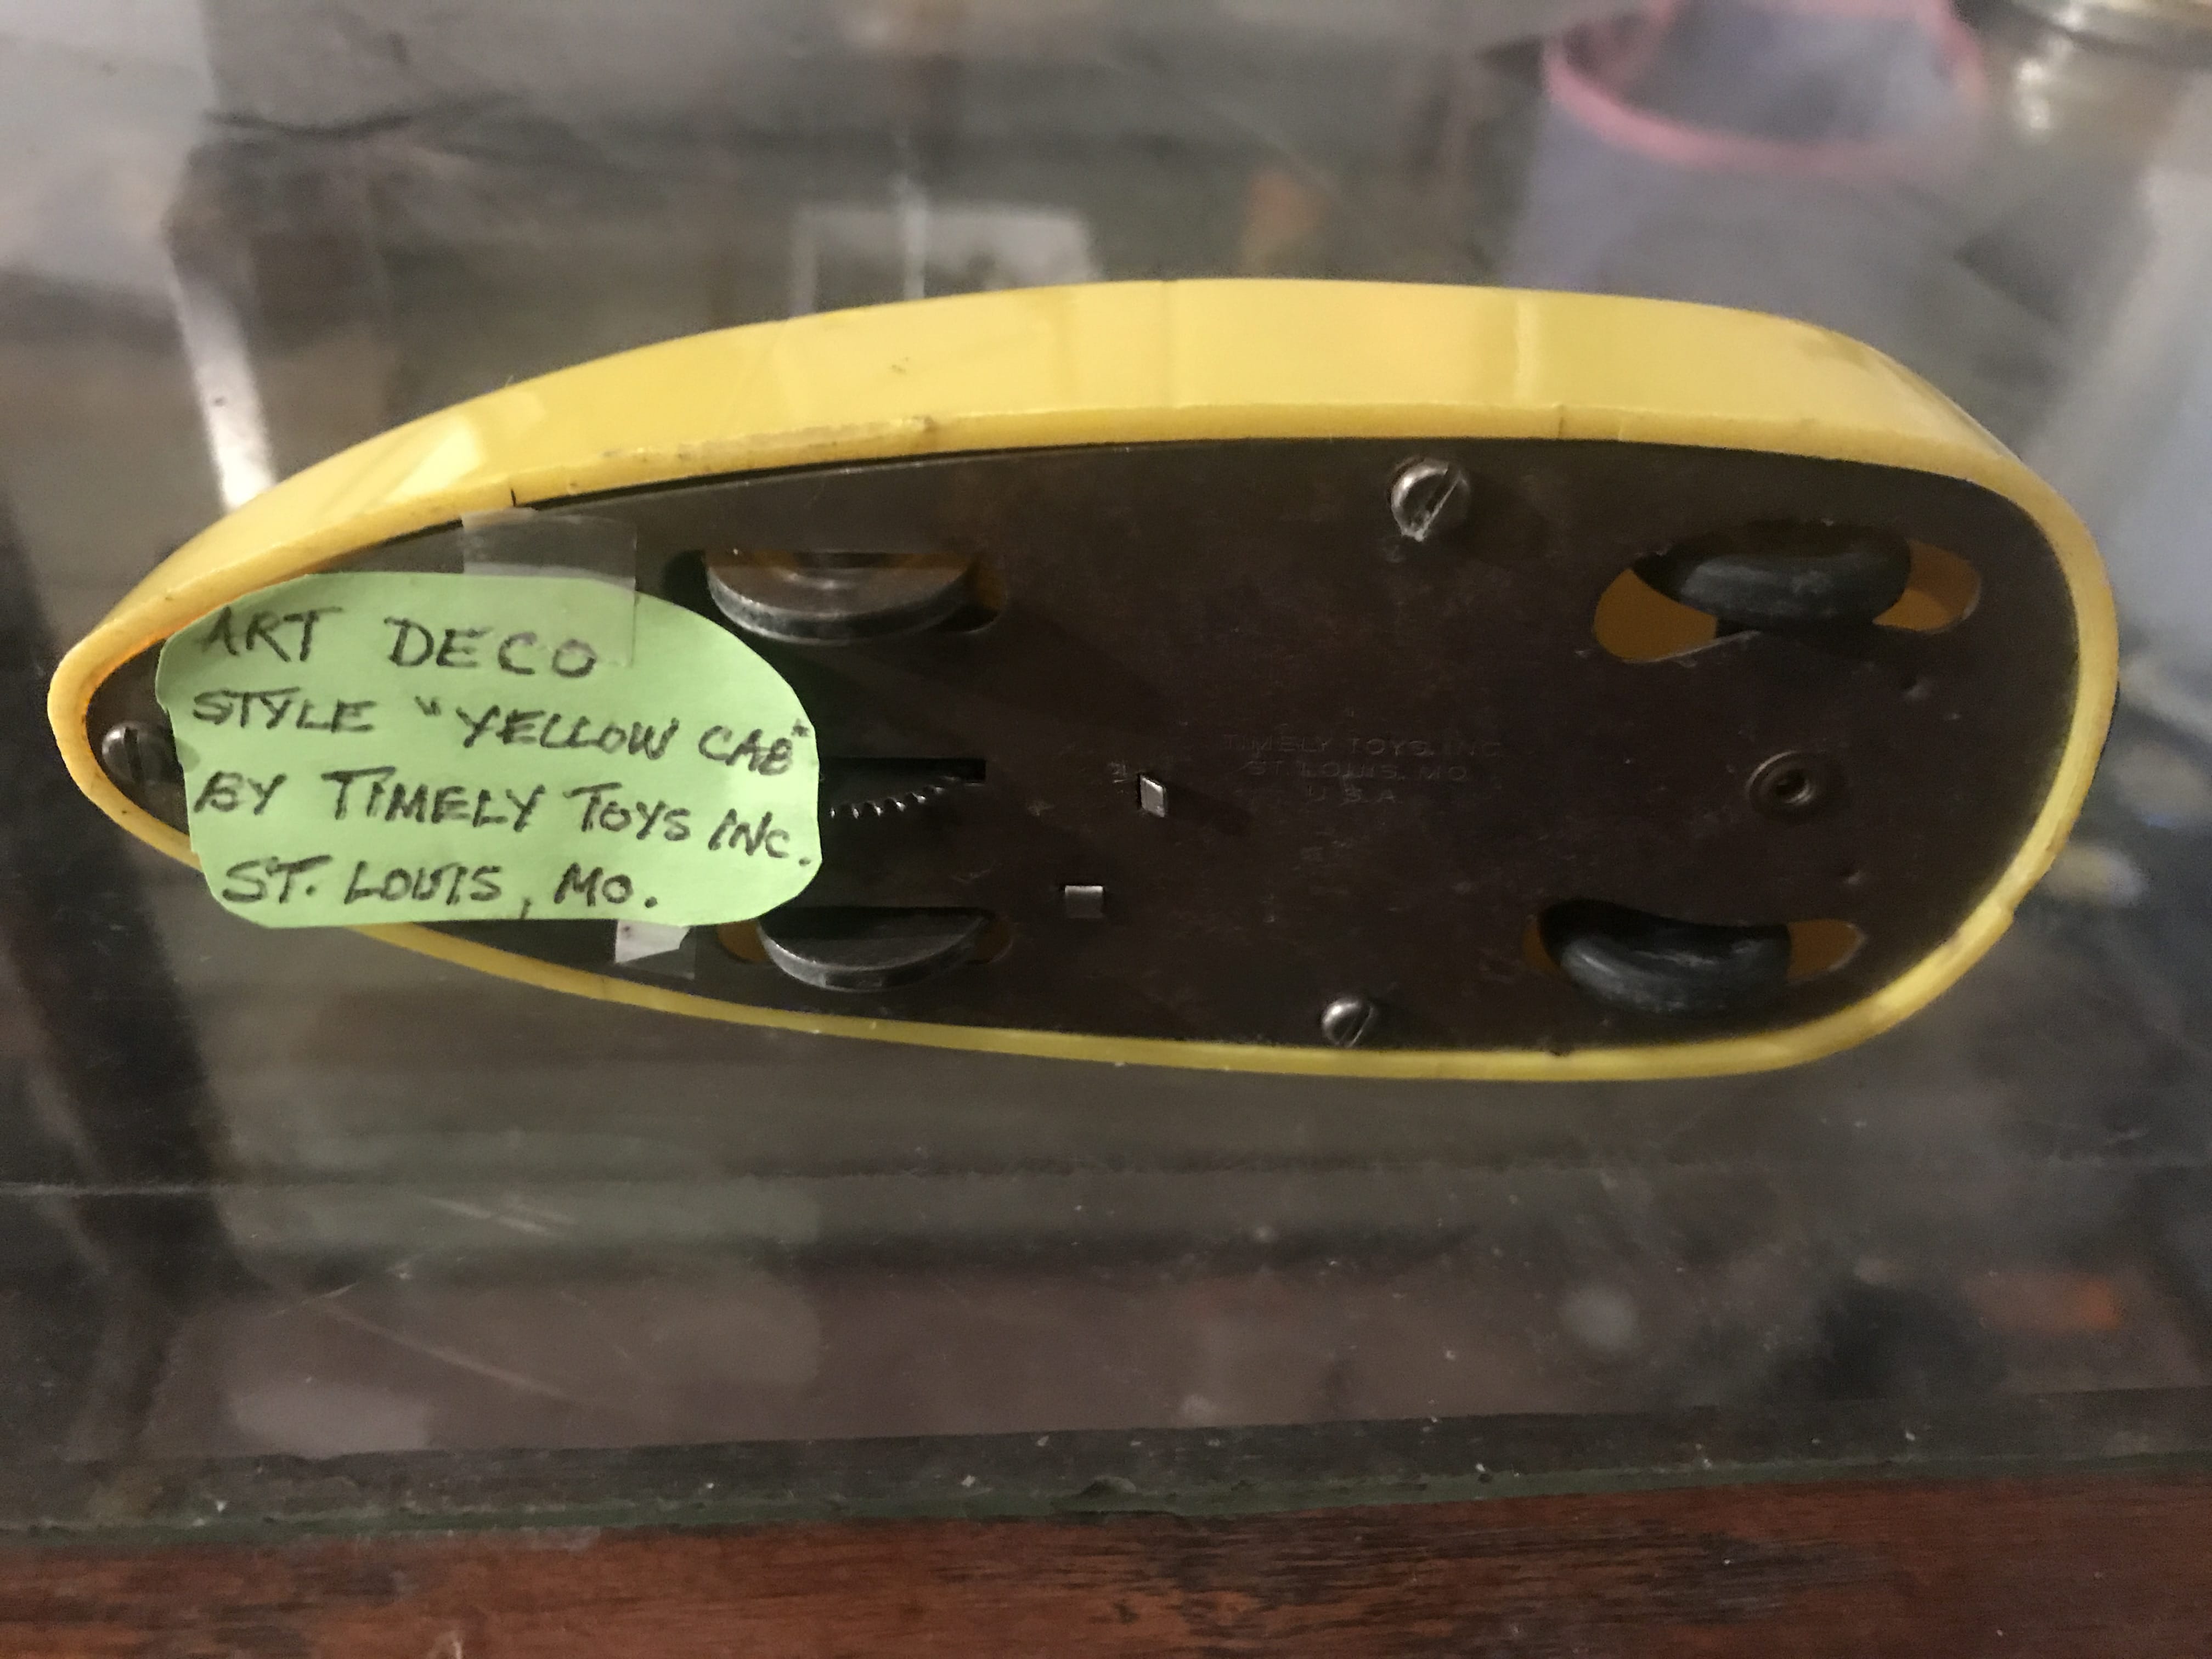 ART DECO
STYLE "YELLOW CAB"
BY TIMELY TOYS INC.
ST. LOUIS, MO.
TIMELY TOYS, INC.
ST. LOUIS, MO.
U.S.A.